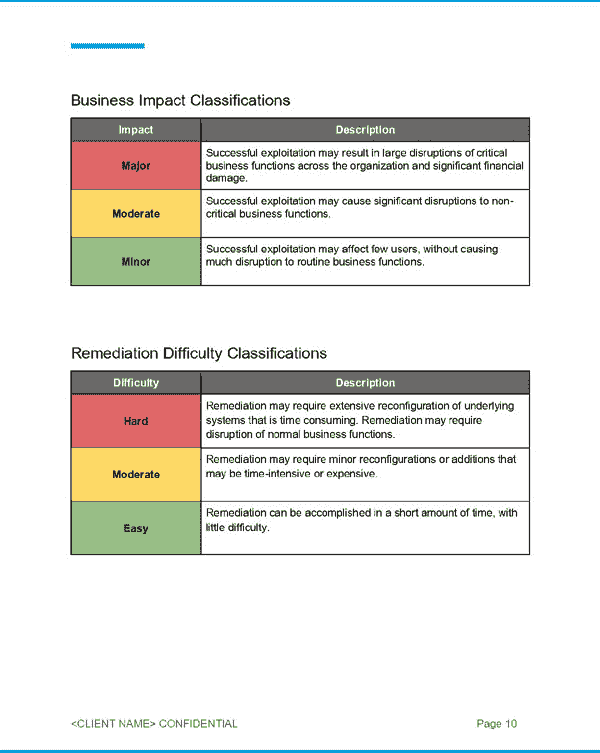 Business Impact Classifications
Impact Description
Major
Successful exploitation may result in large disruptions of critical
business functions across the organization and significant financial
damage.
Moderate
Successful exploitation may cause significant disruptions to non-
critical business functions.
Minor
Successful exploitation may affect few users, without causing
much disruption to routine business functions.
Remediation Difficulty Classifications
Difficulty Description
Hard
Remediation may require extensive reconfiguration of underlying
systems that is time consuming. Remediation may require
disruption of normal business functions.
Moderate
Remediation may require minor reconfigurations or additions that
may be time-intensive or expensive.
Easy
Remediation can be accomplished in a short amount of time, with
little difficulty.
<CLIENT NAME> CONFIDENTIAL Page 10